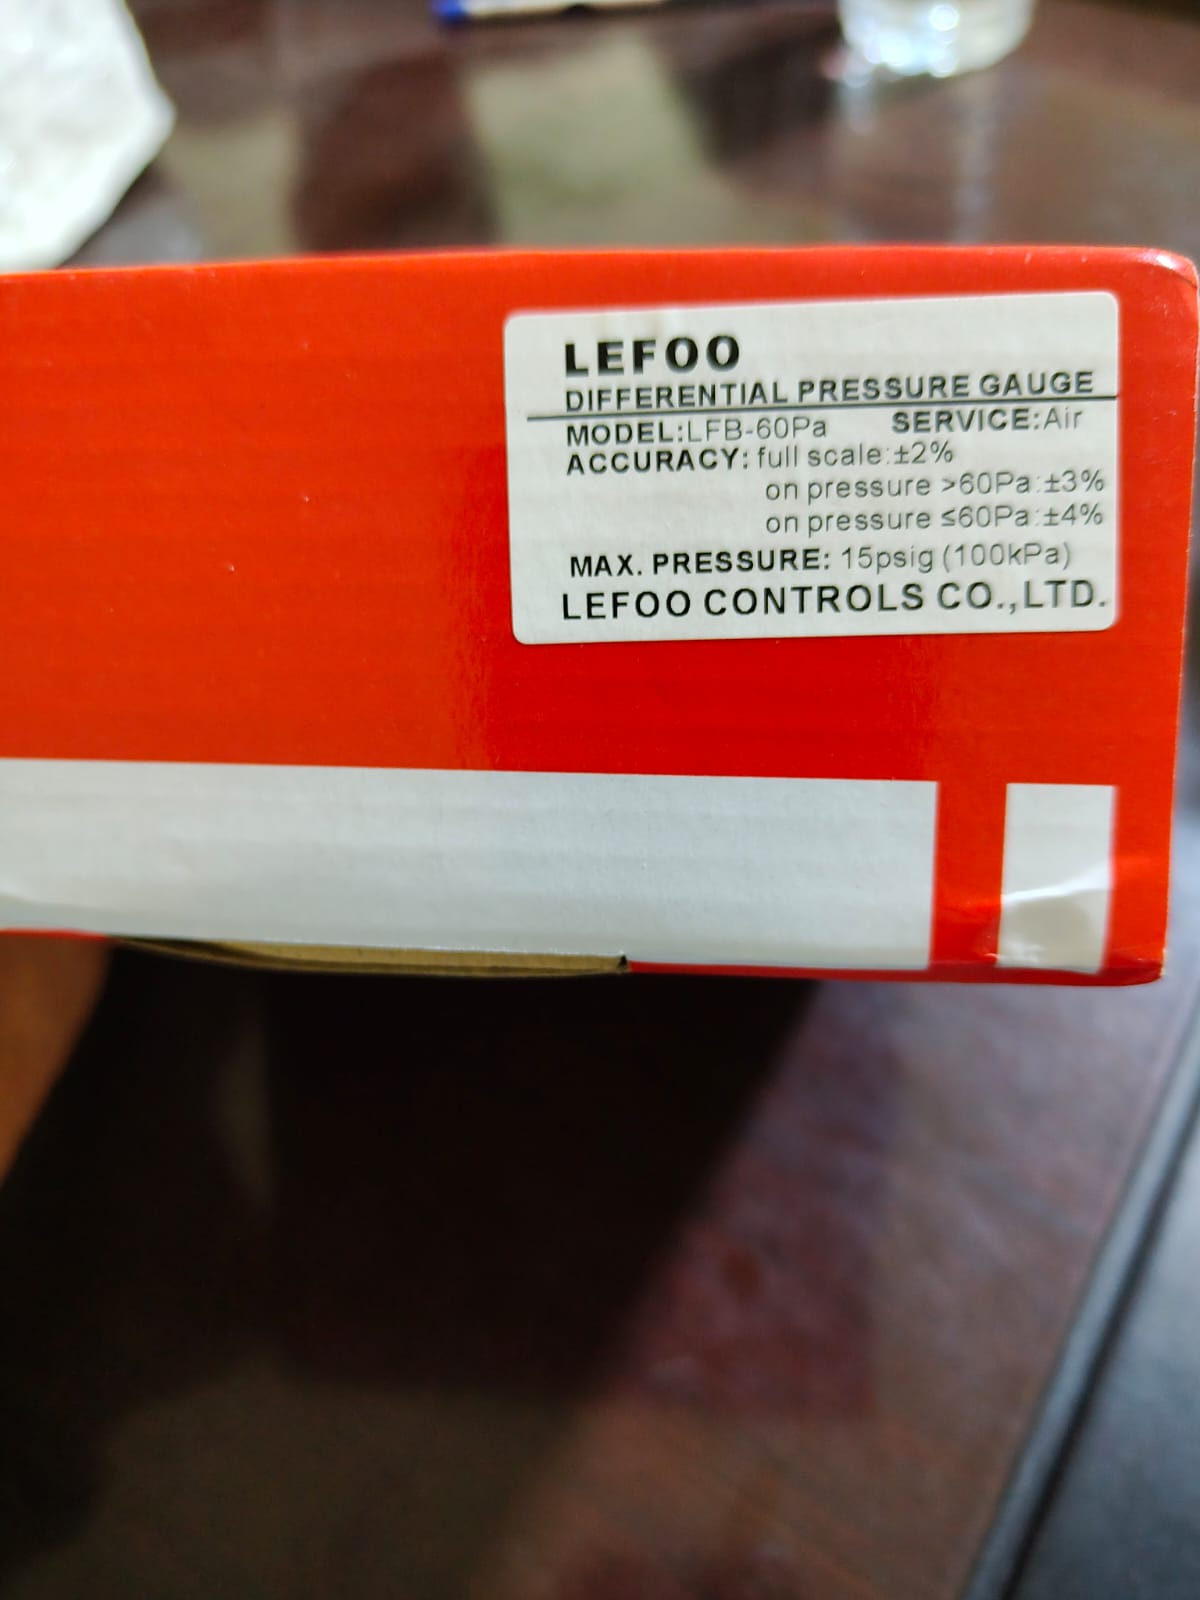 LEFOO
DIFFERENTIAL PRESSURE GAUGE
MODEL:LFB-60Pa SERVICE:Air
ACCURACY: full scale:±2%
on pressure >60Pa:±3%
on pressure ≤60Pa:±4%
MAX. PRESSURE: 15psig (100kPa)
LEFOO CONTROLS CO.,LTD.